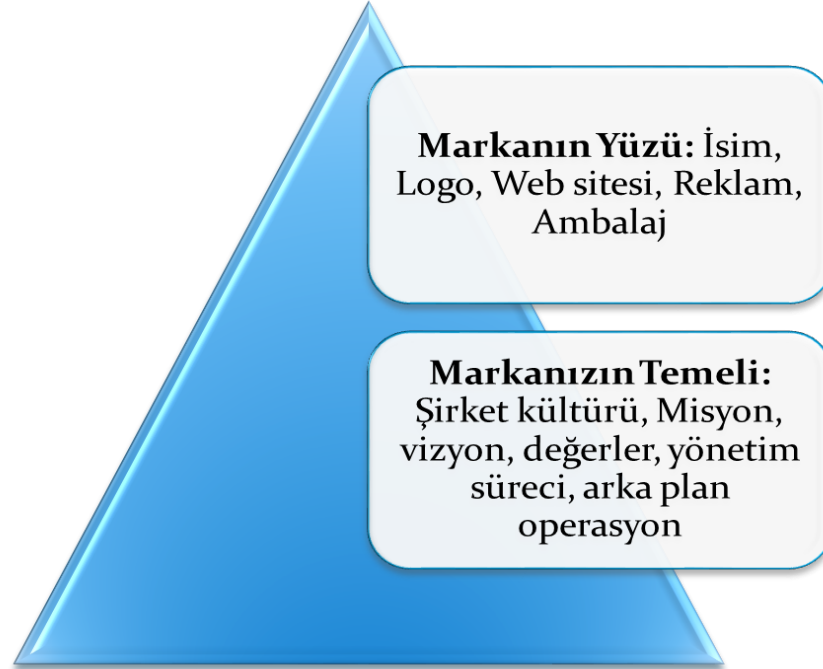 Markanın Yüzü: İsim,
Logo, Web sitesi, Reklam,
Ambalaj
Markanızın Temeli:
Şirket kültürü, Misyon,
vizyon, değerler, yönetim
süreci, arka plan
operasyon